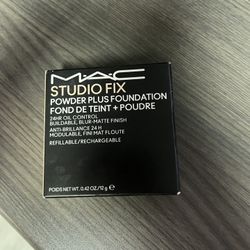 MAC
STUDIO FIX
POWDER PLUS FOUNDATION
FOND DE TEINT + POUDRE
24HR OIL CONTROL
BUILDABLE, BLUR-MATTE FINISH
ANTI-BRILLANCE 24 H
MODULABLE, FINI MAT FLOUTÉ
REFILLABLE/RECHARGEABLE
POIDS NET WT. 0.42 OZ/12 g ℮